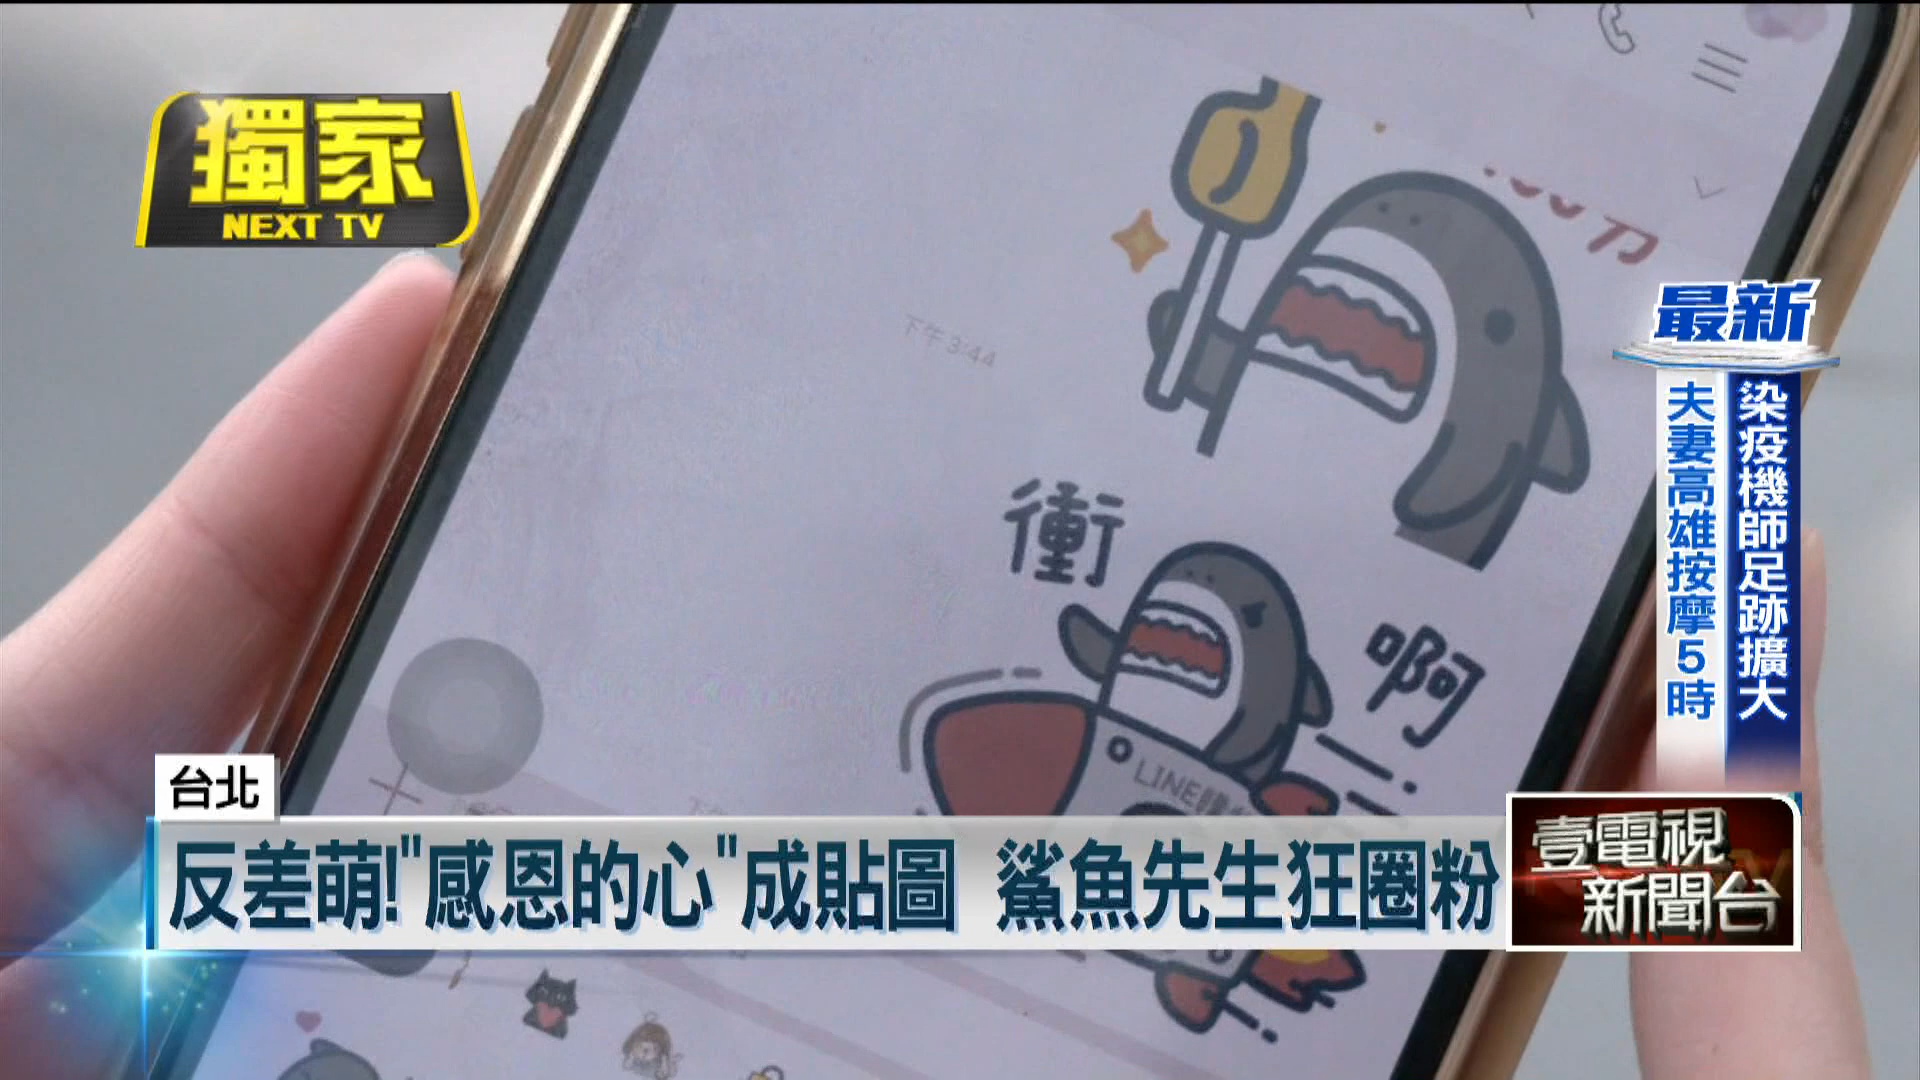 獨家
NEXT TV
下午3:44
衝
啊
LINE
最新
染疫機師足跡擴大
夫妻高雄按摩5時
台北
反差萌!"感恩的心"成貼圖 鯊魚先生狂圈粉
壹電視
新聞台